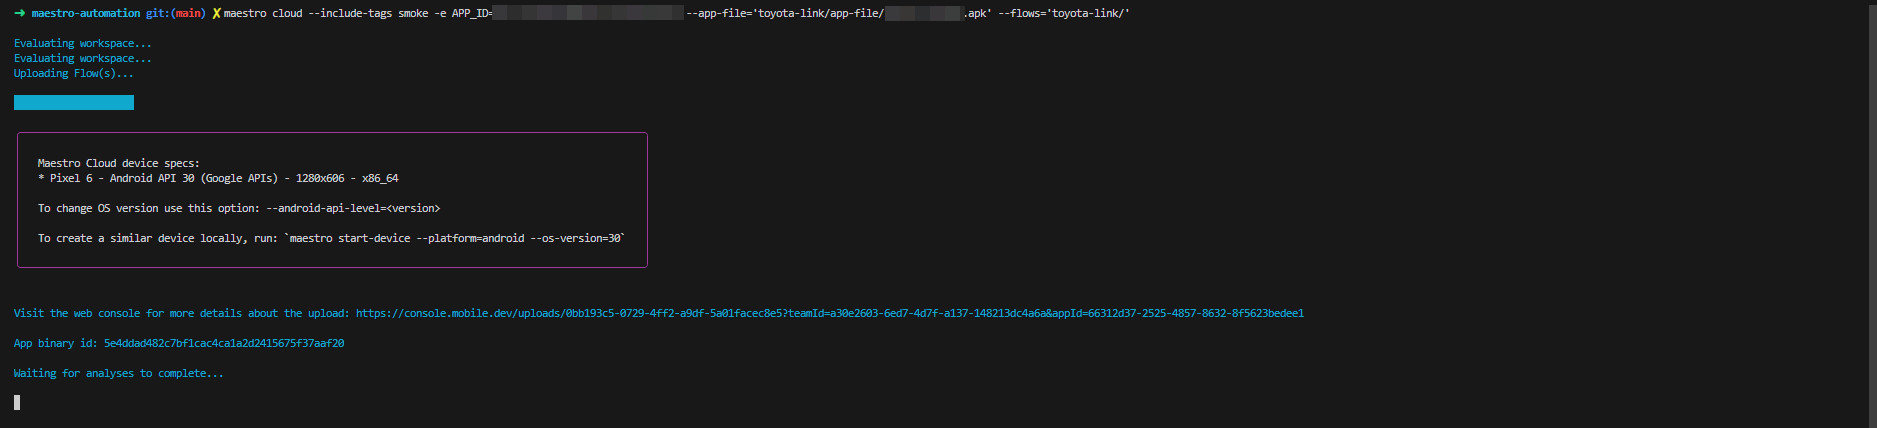 ➜ maestro-automation git:(main) ✗ maestro cloud --include-tags smoke -e APP_ID= --app-file='toyota-link/app-file/ .apk' --flows='toyota-link/'
Evaluating workspace...
Evaluating workspace...
Uploading Flow(s)...
Maestro Cloud device specs:
* Pixel 6 - Android API 30 (Google APIs) - 1280x606 - x86_64
To change OS version use this option: --android-api-level=<version>
To create a similar device locally, run: `maestro start-device --platform=android --os-version=30`
Visit the web console for more details about the upload: https://console.mobile.dev/uploads/0bb193c5-0729-4ff2-a9df-5a01facec8e5?teamId=a30e2603-6ed7-4d7f-a137-148213dc4a6a&appId=66312d37-2525-4857-8632-8f5623bedee1
App binary id: 5e4ddad482c7bf1cac4ca1a2d2415675f37aaf20
Waiting for analyses to complete...